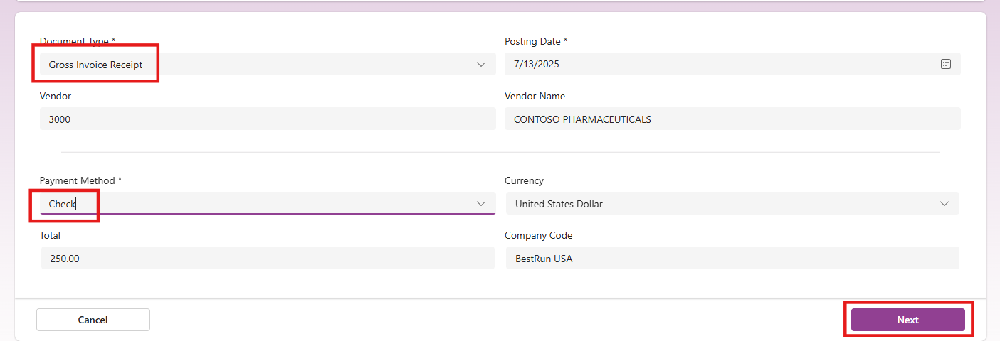 Document Type *
Posting Date *
Gross Invoice Receipt
7/13/2025
Vendor
Vendor Name
3000
CONTOSO PHARMACEUTICALS
Payment Method *
Currency
Check
United States Dollar
Total
Company Code
250.00
BestRun USA
Cancel
Next